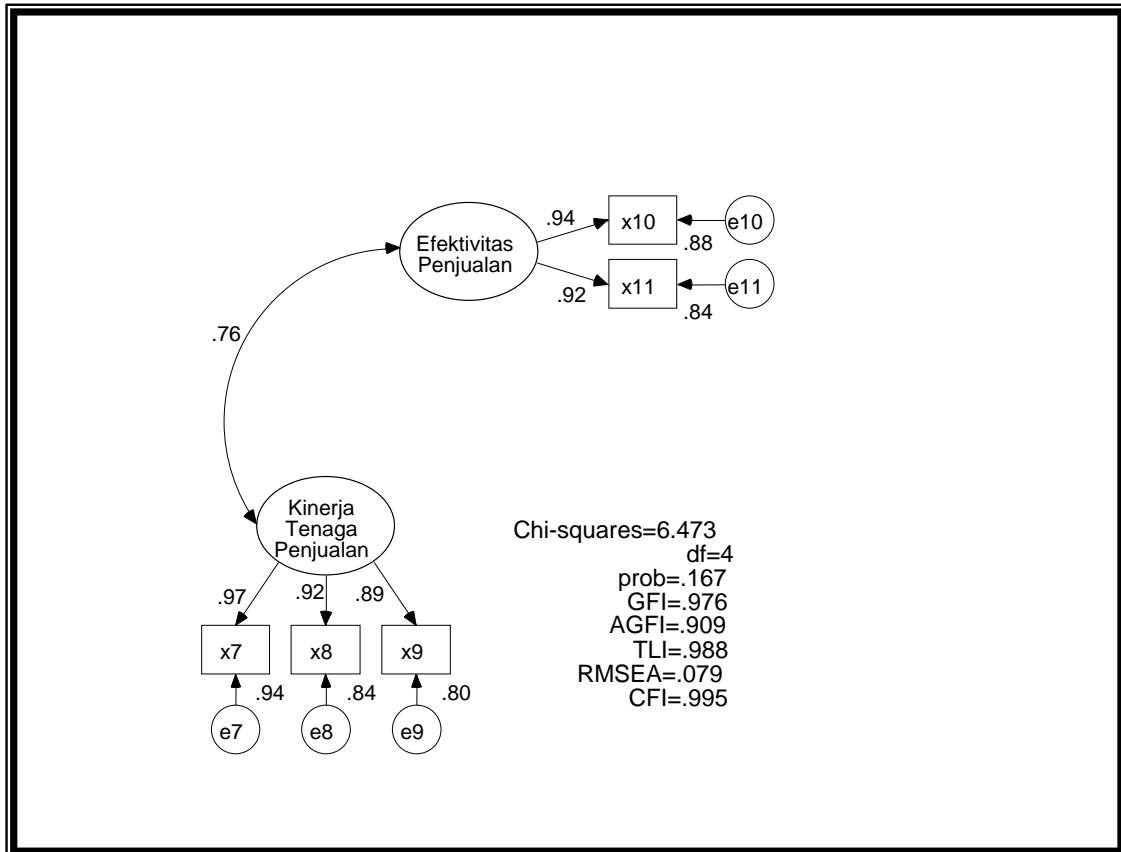 .94
x10
e10
.88
Efektivitas
Penjualan
.92
x11
e11
.84
.76
Kinerja
Tenaga
Penjualan
.97
.92
.89
x7
x8
x9
.94
.84
.80
e7
e8
e9
Chi-squares=6.473
df=4
prob=.167
GFI=.976
AGFI=.909
TLI=.988
RMSEA=.079
CFI=.995